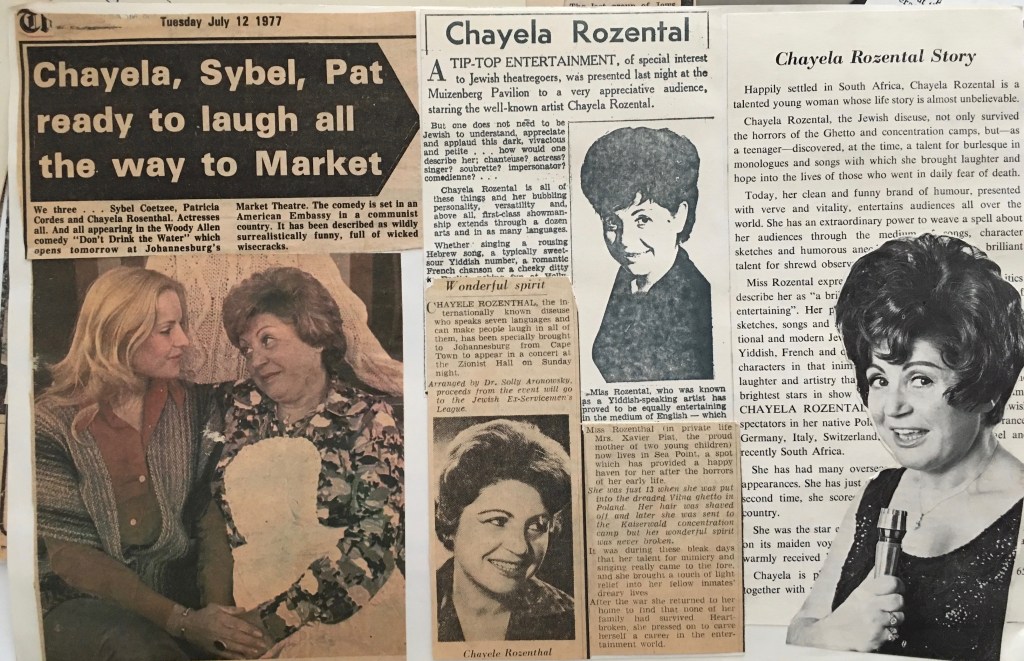 Tuesday July 12 1977
Chayela, Sybel, Pat
ready to laugh all
the way to Market
We three . . . Sybel Coetzee, Patricia
Cordes and Chayela Rosenthal. Actresses
all. And all appearing in the Woody Allen
comedy "Don't Drink the Water" which
opens tomorrow at Johannesburg's
Market Theatre. The comedy is set in an
American Embassy in a communist
country. It has been described as wildly
surrealistically funny, full of wicked
wisecracks.
Chayela Rozental
A TIP-TOP ENTERTAINMENT, of special interest
to Jewish theatregoers, was presented last night at the
Muizenberg Pavilion to a very appreciative audience,
starring the well-known artist Chayela Rozental.
But one does not need to be
Jewish to understand, appreciate
and applaud this dark, vivacious
and petite . . . how would one
describe her; chanteuse? actress?
singer? soubrette? impersonator?
comedienne? . . .
Chayela Rozental is all of
these things and her bubbling
personality, versatility and,
above all, first-class showman-
ship extends through a dozen
arts and in as many languages.
Whether singing a rousing
Hebrew song, a typically sweet-
sour Yiddish number, a romantic
French chanson or a cheeky ditty
Miss Rozental, who was known
as a Yiddish-speaking artist has
proved to be equally entertaining
in the medium of English — which
Wonderful spirit
CHAYELE ROZENTHAL, the in-
ternationally known disease
who speaks seven languages and
can make people laugh in all of
them, has been specially brought
to Johannesburg from Cape
Town to appear in a concert at
the Zionist Hall on Sunday
night.
Arranged by Dr. Solly Aronowsky,
proceeds from the event will go
to the Jewish Ex-Servicemen's
League.
Chayele Rozenthal
Miss Rozenthal (in private life
Mrs. Xavier Piat, the proud
mother of two young children)
now lives in Sea Point, a spot
which has provided a happy
haven for her after the horrors
of her early life.
She was just 13 when she was put
into the dreaded Vilna ghetto in
Poland. Her hair was shaved
off and later she was sent to
the Kaiserwald concentration
camp but her wonderful spirit
was never broken.
It was during these bleak days
that her talent for mimicry and
singing really came to the fore,
and she brought a touch of light
relief into her fellow inmates'
dreary lives
After the war she returned to her
home to find that none of her
family had survived Heart-
broken, she pressed on to carve
herself a career in the enter-
tainment world.
Chayela Rozental Story
Happily settled in South Africa, Chayela Rozental is a
talented young woman whose life story is almost unbelievable.
Chayela Rozental, the Jewish diseuse, not only survived
the horrors of the Ghetto and concentration camps, but—as
a teenager—discovered, at the time, a talent for burlesque in
monologues and songs with which she brought laughter and
hope into the lives of those who went in daily fear of death.
Today, her clean and funny brand of humour, presented
with verve and vitality, entertains audiences all over the
world. She has an extraordinary power to weave a spell about
her audiences through the medium of songs, character
sketches and humorous brilliant
talent for shrewd
Miss Rozental
describe her as "a
entertaining". Her
sketches, songs and
tional and modern
Yiddish, French and
characters in that
laughter and artistry
brightest stars in show
CHAYELA ROZENTAL
spectators in her native
Germany, Italy, Switzerland,
recently South Africa.
She has had many
appearances. She has just
second time, she
country.
She was the star
on its maiden
warmly received
Chayela is
together with